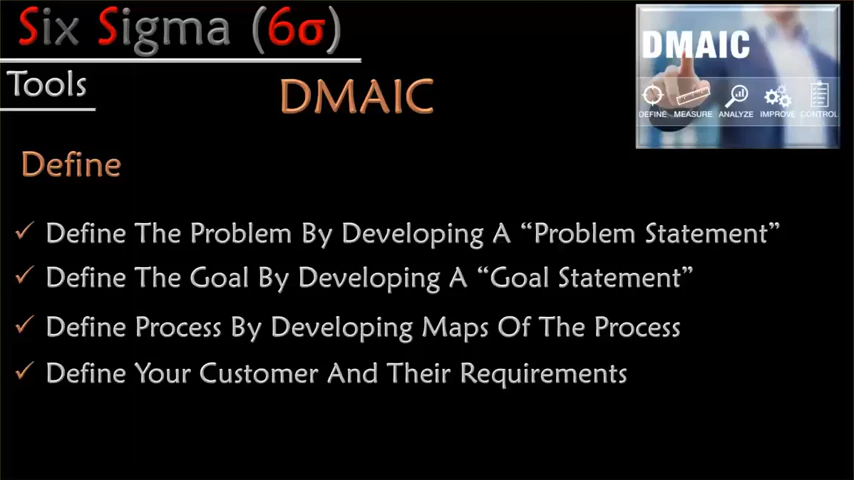 Six Sigma (6σ)
Tools
DMAIC
DMAIC
DEFINE MEASURE ANALYZE IMPROVE CONTROL
Define
✓ Define The Problem By Developing A “Problem Statement”
✓ Define The Goal By Developing A “Goal Statement”
✓ Define Process By Developing Maps Of The Process
✓ Define Your Customer And Their Requirements